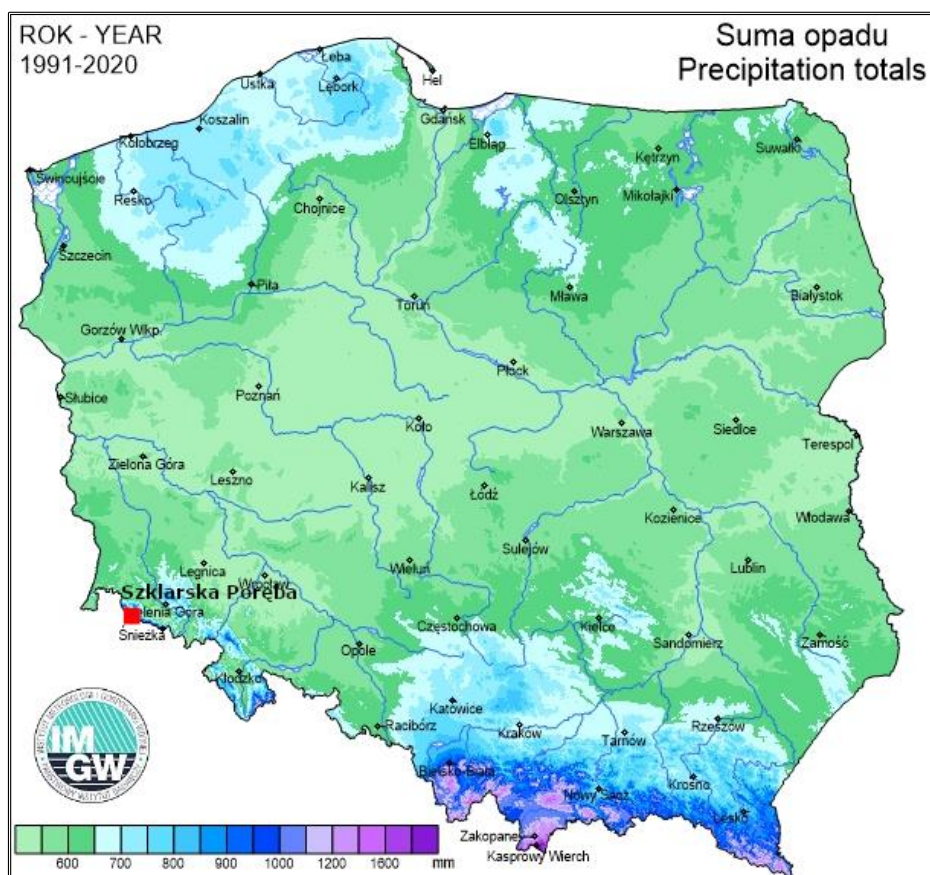 ROK - YEAR
1991-2020
Suma opadu
Precipitation totals
Łeba
Ustka
Lębork
Hel
Koszalin
Gdańsk
Kołobrzeg
Elbląg
Suwałki
Kętrzyn
Świnoujście
Resko
Chojnice
Olsztyn
Mikołajki
Szczecin
Piła
Toruń
Mława
Białystok
Gorzów Wlkp.
Płock
Słubice
Poznań
Koło
Warszawa
Siedlce
Terespol
Zielona Góra
Leszno
Kalisz
Łódź
Kozienice
Włodawa
Sulejów
Legnica
Wrocław
Wieluń
Lublin
Szklarska Poręba
elenia Góra
Śnieżka
Częstochowa
Kielce
Sandomierz
Zamość
Opole
Kłodzko
Katowice
Racibórz
Kraków
Tarnów
Rzeszów
Bielsko-Biała
Nowy Sącz
Krosno
Lesko
Zakopane
Kasprowy Wierch
IM
GW
600 700 800 900 1000 1200 1600 mm